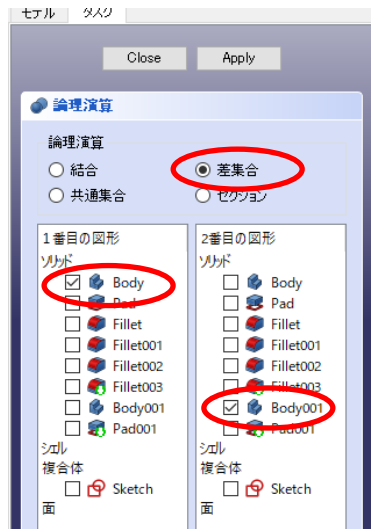 モデル タスク
Close Apply
論理演算
論理演算
結合 差集合
共通集合 セクション
1番目の図形 2番目の図形
ソリッド ソリッド
Body Body
Pad Pad
Fillet Fillet
Fillet001 Fillet001
Fillet002 Fillet002
Fillet003 Fillet003
Body001 Body001
Pad001 Pad001
シェル シェル
複合体 複合体
Sketch Sketch
面 面